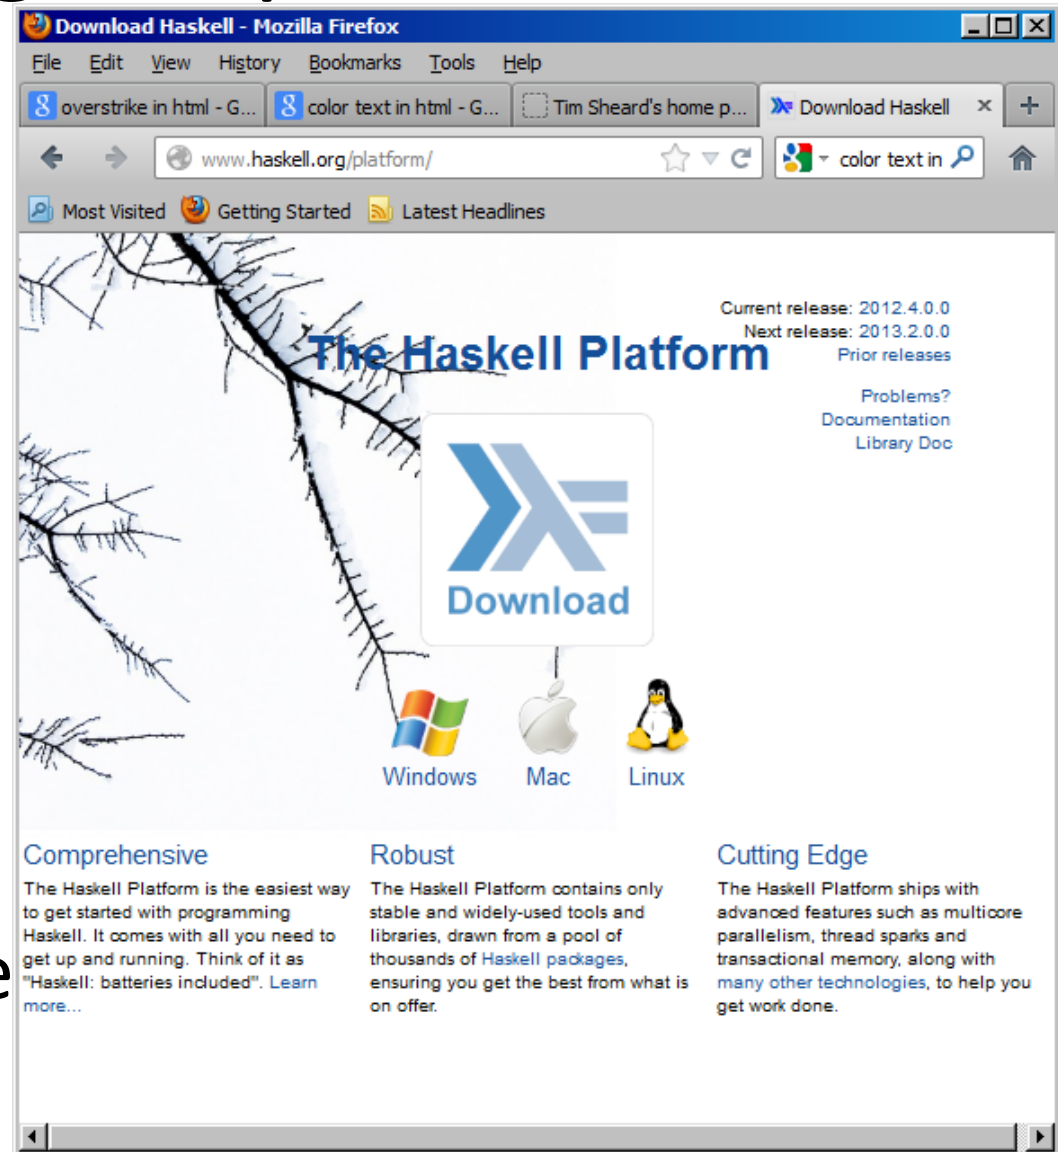 Download Haskell - Mozilla Firefox
File Edit View History Bookmarks Tools Help
overstrike in html - G... color text in html - G... Tim Sheard's home p... Download Haskell
www.haskell.org/platform/ color text in
Most Visited Getting Started Latest Headlines
Current release: 2012.4.0.0
Next release: 2013.2.0.0
The Haskell Platform
Prior releases
Problems?
Documentation
Library Doc
Download
Windows Mac Linux
Comprehensive
The Haskell Platform is the easiest way
to get started with programming
Haskell. It comes with all you need to
get up and running. Think of it as
"Haskell: batteries included". Learn
more...
Robust
The Haskell Platform contains only
stable and widely-used tools and
libraries, drawn from a pool of
thousands of Haskell packages,
ensuring you get the best from what is
on offer.
Cutting Edge
The Haskell Platform ships with
advanced features such as multicore
parallelism, thread sparks and
transactional memory, along with
many other technologies, to help you
get work done.